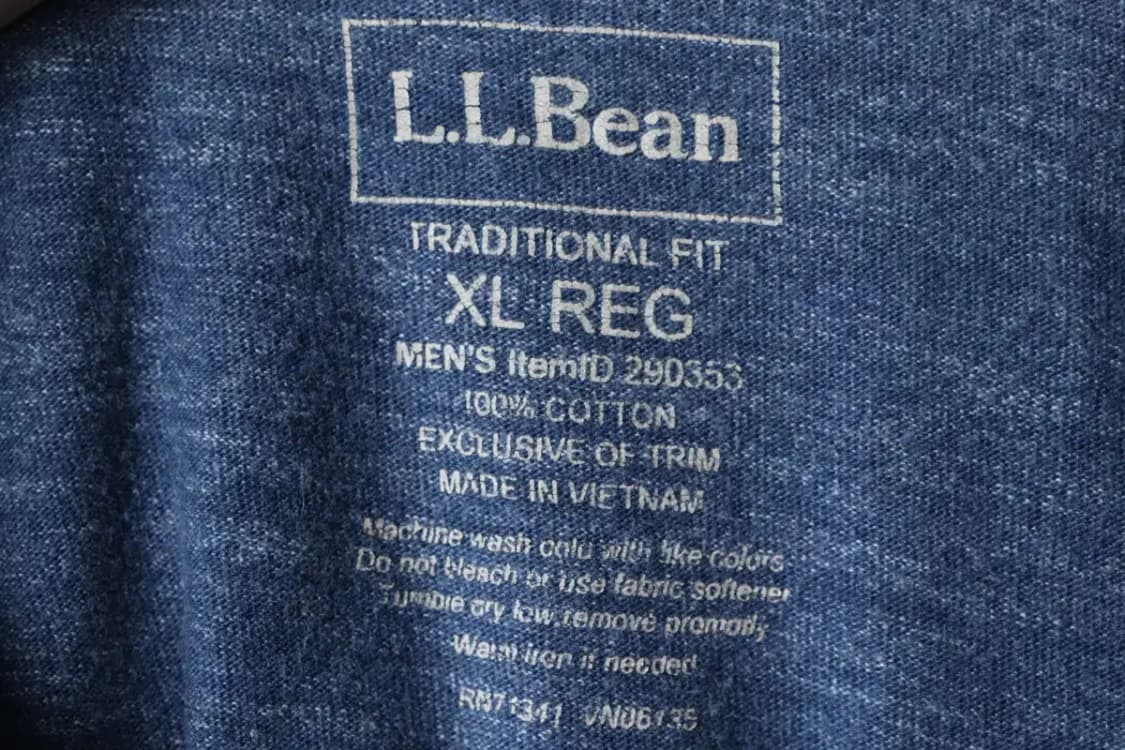 L.L.Bean
TRADITIONAL FIT
XL REG
MEN'S ItemID 290353
100% COTTON
EXCLUSIVE OF TRIM
MADE IN VIETNAM
Machine wash cold with like colors
Do not bleach or use fabric softener
Tumble dry low, remove promptly
Warm iron if needed
RN71341 VN06135